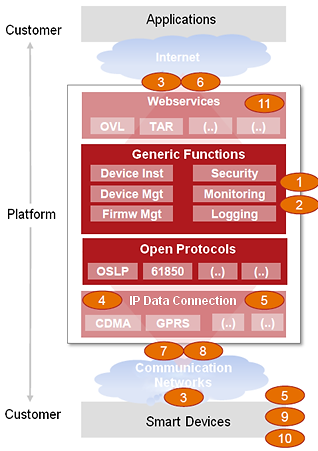 Customer
Applications
Internet
3 6
Webservices 11
OVL TAR (..) (..)
Generic Functions
Device Inst Security
1
Device Mgt Monitoring
2
Firmw Mgt Logging
Platform
Open Protocols
OSLP 61850 (..) (..)
4 IP Data Connection 5
CDMA GPRS (..) (..)
7 8
Communication
Networks
3
5
Customer
Smart Devices
9
10